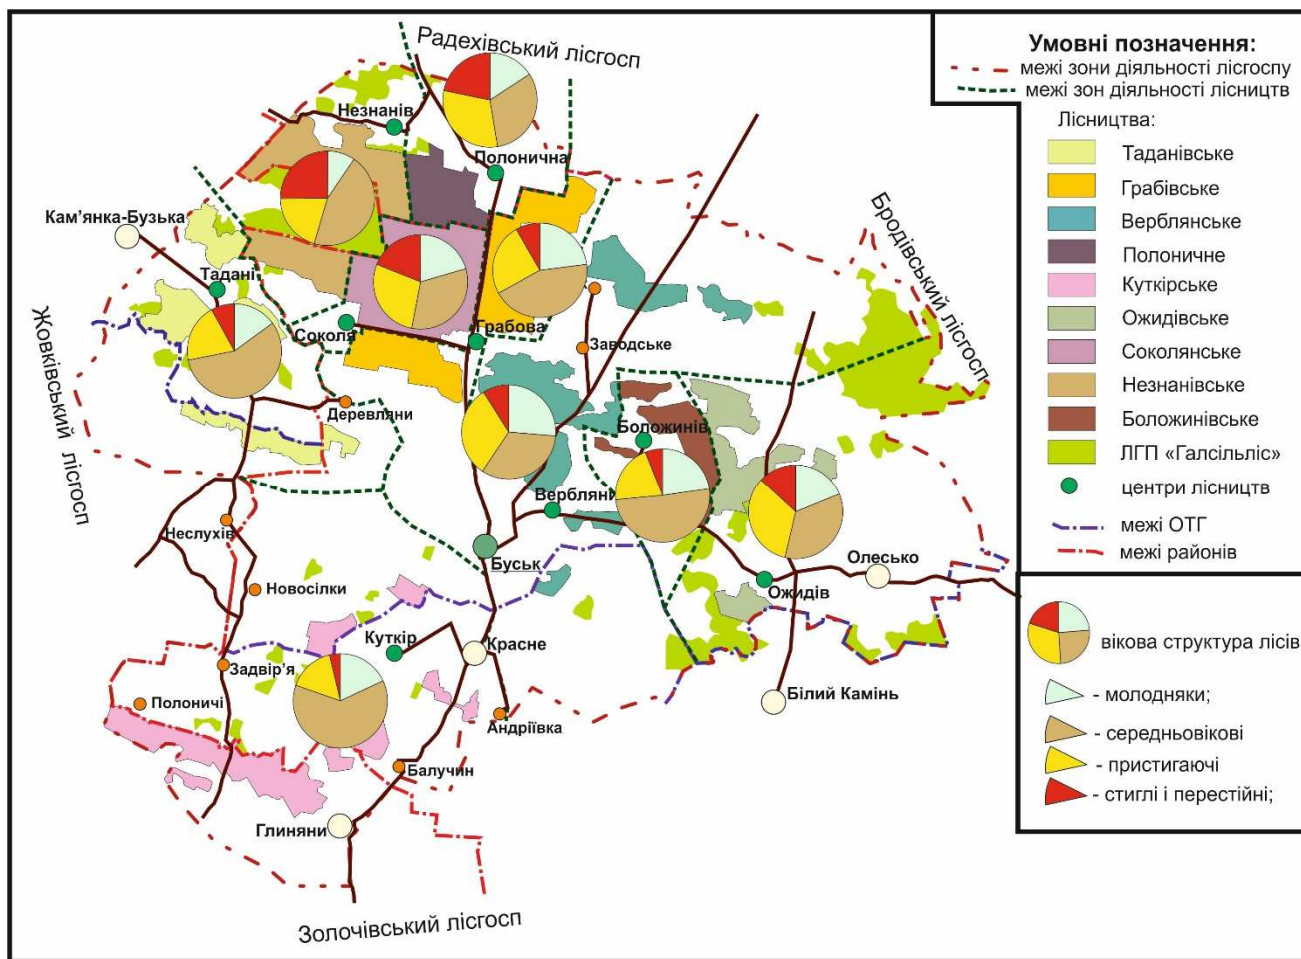 Радехівський лісгосп
Умовні позначення:
межі зони діяльності лісгоспу
межі зон діяльності лісництв
Лісництва:
Таданівське
Грабівське
Верблянське
Полоничне
Куткірське
Ожидівське
Соколянське
Незнанівське
Боложинівське
ЛГП «Галсільліс»
центри лісництв
межі ОТГ
межі районів
вікова структура лісів
- молодняки;
- середньовікові
- пристигаючі
- стиглі і перестійні;
Незнанів
Полонична
Кам’янка-Бузька
Бродівський лісгосп
Тадані
Жовківський лісгосп
Соколя
Грабова
Заводське
Деревляни
Боложинів
Вербляни
Неслухів
Буськ
Олесько
Новосілки
Ожидів
Куткір
Красне
Задвір’я
Білий Камінь
Полоничі
Андріївка
Балучин
Глиняни
Золочівський лісгосп